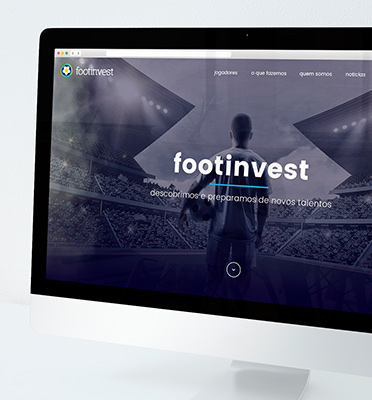 footinvest
jogadores o que fazemos quem somos notícias
footinvest
descobrimos e preparamos de novos talentos